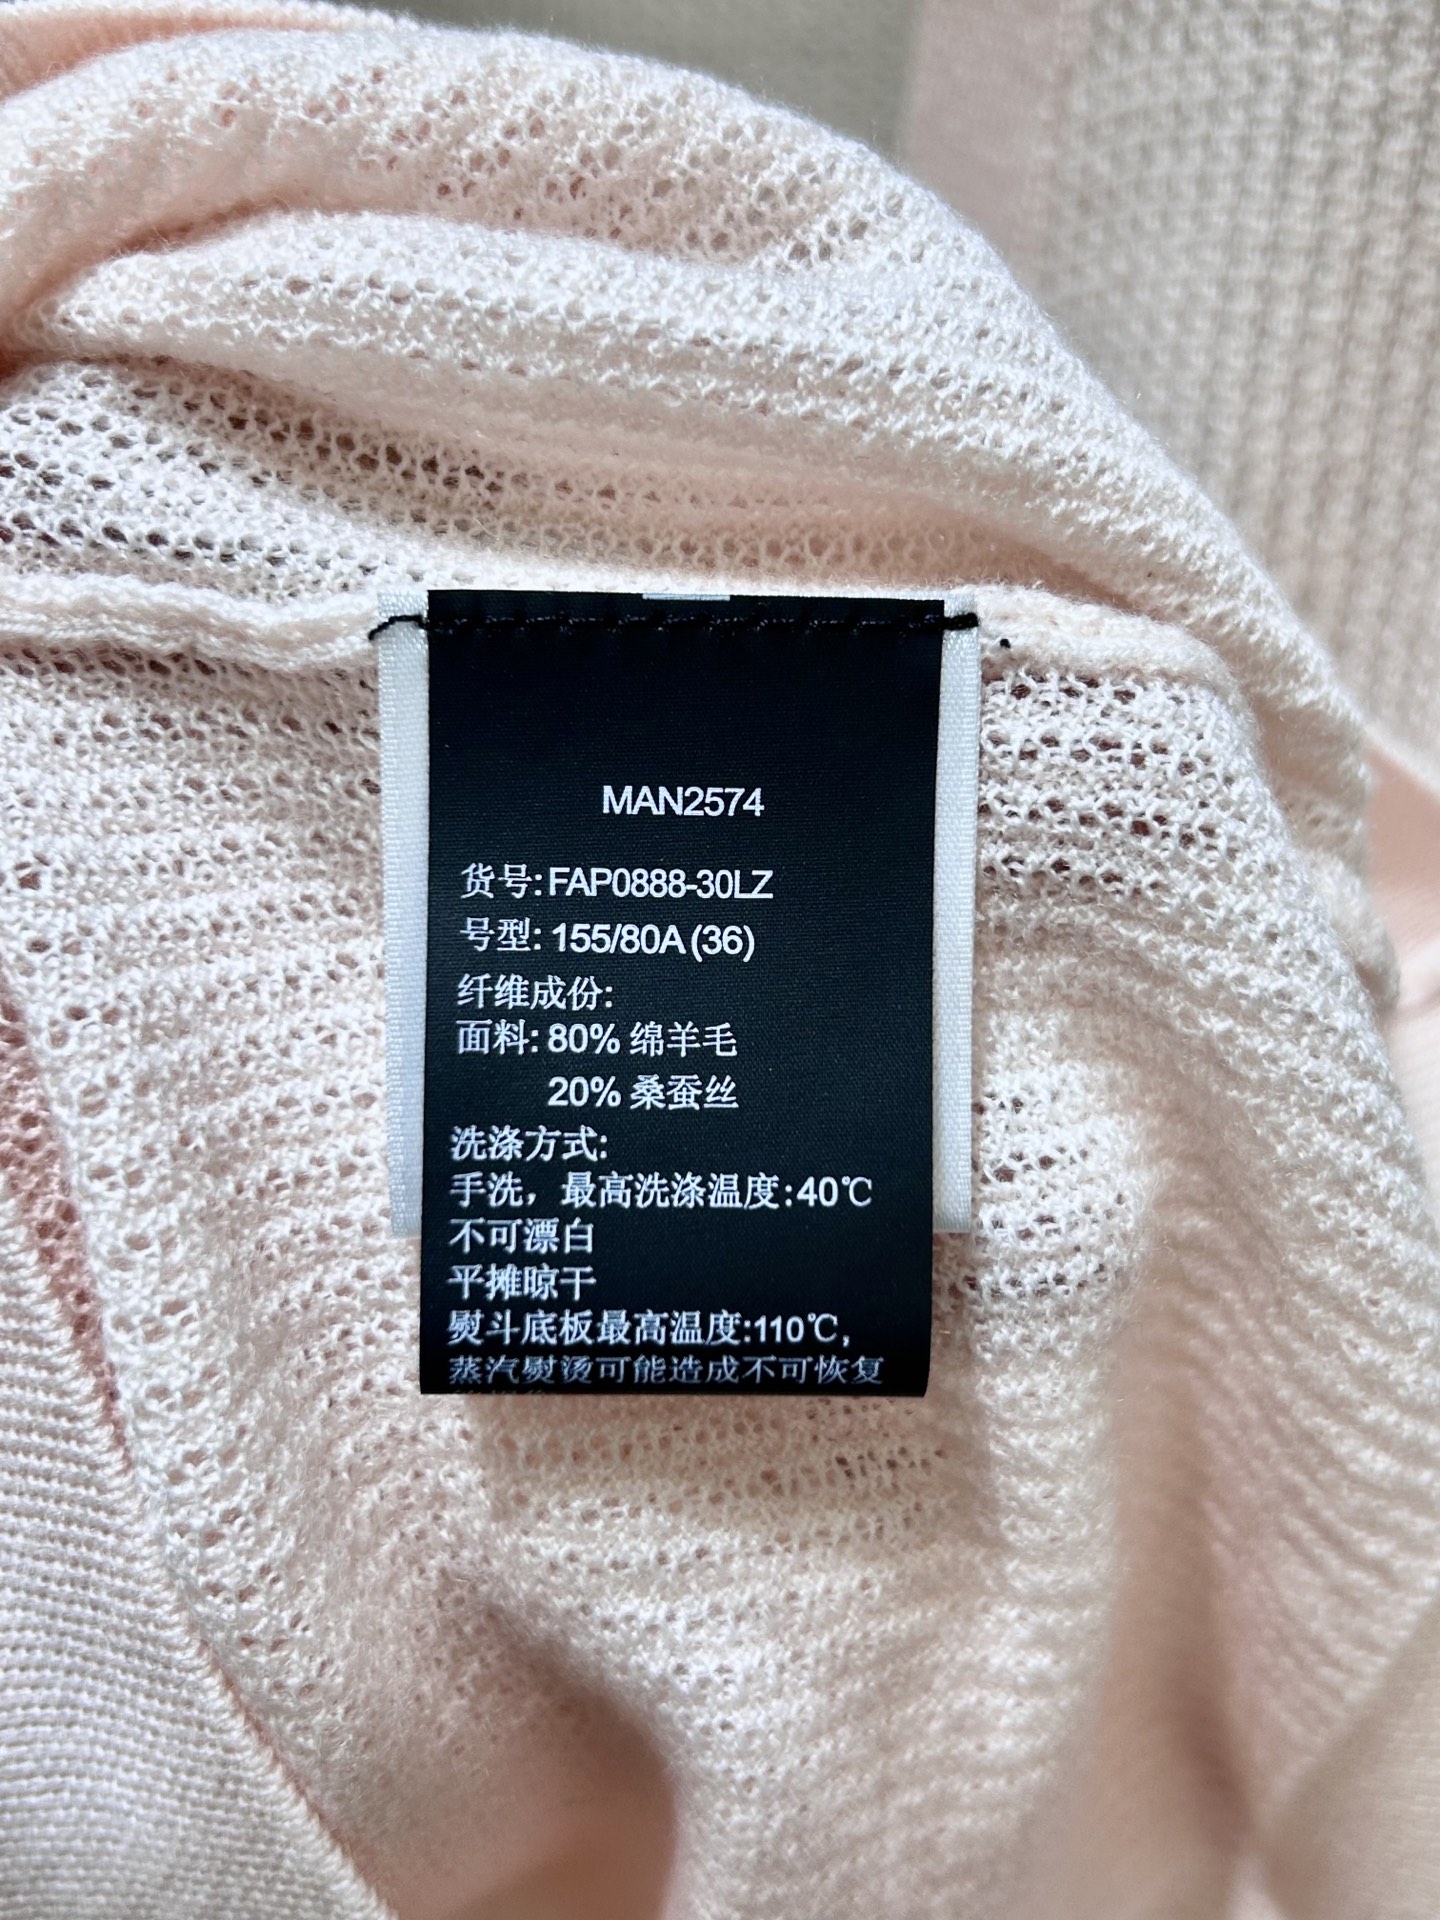 MAN2574
货号:FAP0888-30LZ
号型: 155/80A(36)
纤维成份:
面料: 80% 绵羊毛
20% 桑蚕丝
洗涤方式:
手洗，最高洗涤温度:40℃
不可漂白
平摊晾干
熨斗底板最高温度:110℃,
蒸汽熨烫可能造成不可恢复